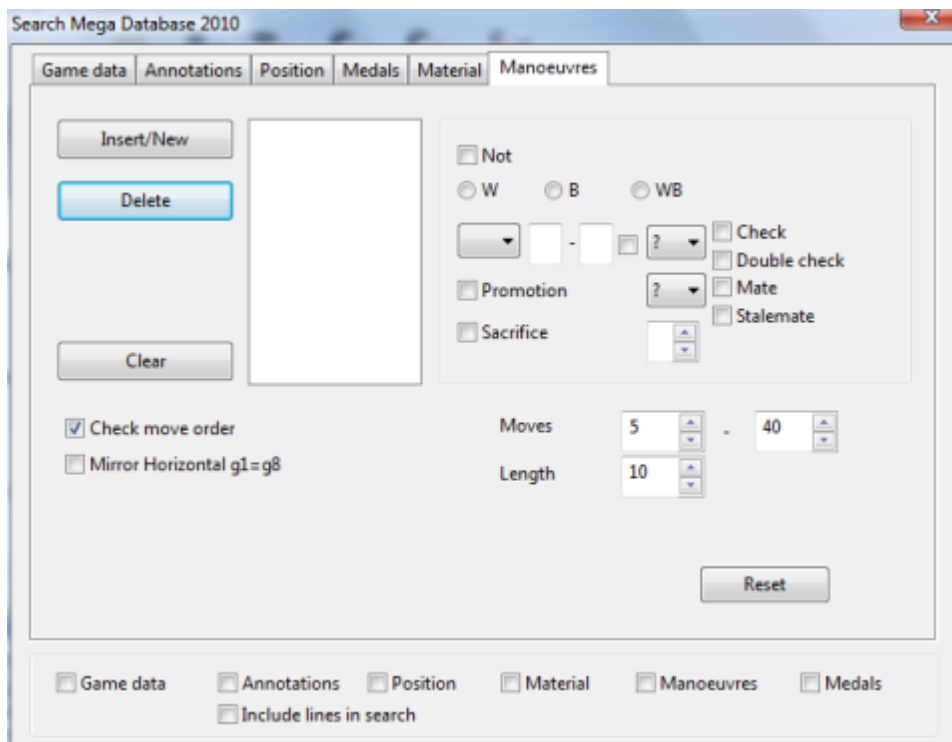 Search Mega Database 2010
Game data Annotations Position Medals Material Manoeuvres
Insert/New
Delete
Clear
Not
W B WB
- ? Check
Double check
Promotion ? Mate
Stalemate
Sacrifice
Check move order
Mirror Horizontal g1=g8
Moves 5 - 40
Length 10
Reset
Game data Annotations Position Material Manoeuvres Medals
Include lines in search